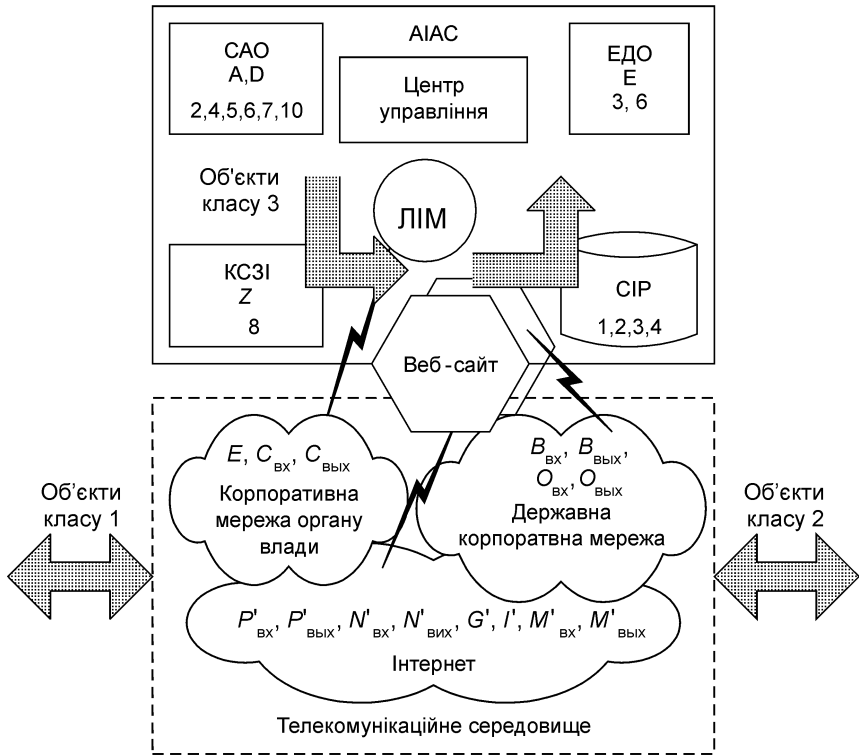 АІАС
САО
A,D
2,4,5,6,7,10
Центр
управління
ЕДО
Е
3, 6
Об'єкти
класу 3
ЛІМ
КСЗІ
Z
8
СІР
1,2,3,4
Веб-сайт
E, Cвх, Cвых
Корпоративна
мережа органу
влади
Bвх, Bвых,
Oвх, Oвых
Державна
корпоратвна мережа
Об’єкти
класу 1
Об’єкти
класу 2
P'вх, P'вых, N'вх, N'вих, G', I', M'вх, M'вых
Інтернет
Телекомунікаційне середовище